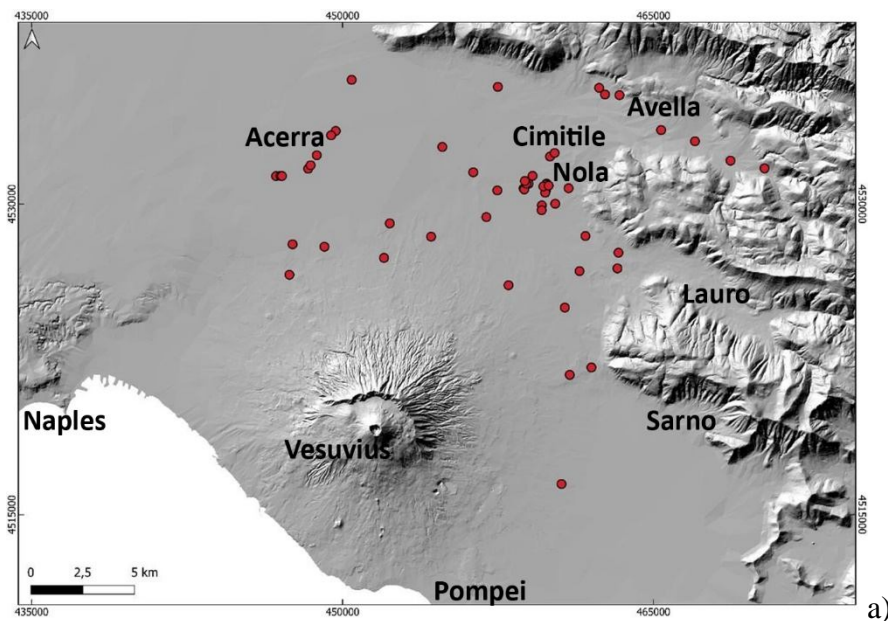 435000 450000 465000
Avella
Acerra
Cimitile
Nola
4530000 4530000
Lauro
Naples
Sarno
Vesuvius
4515000 4515000
0 2,5 5 km
Pompei
a)
435000 450000 465000